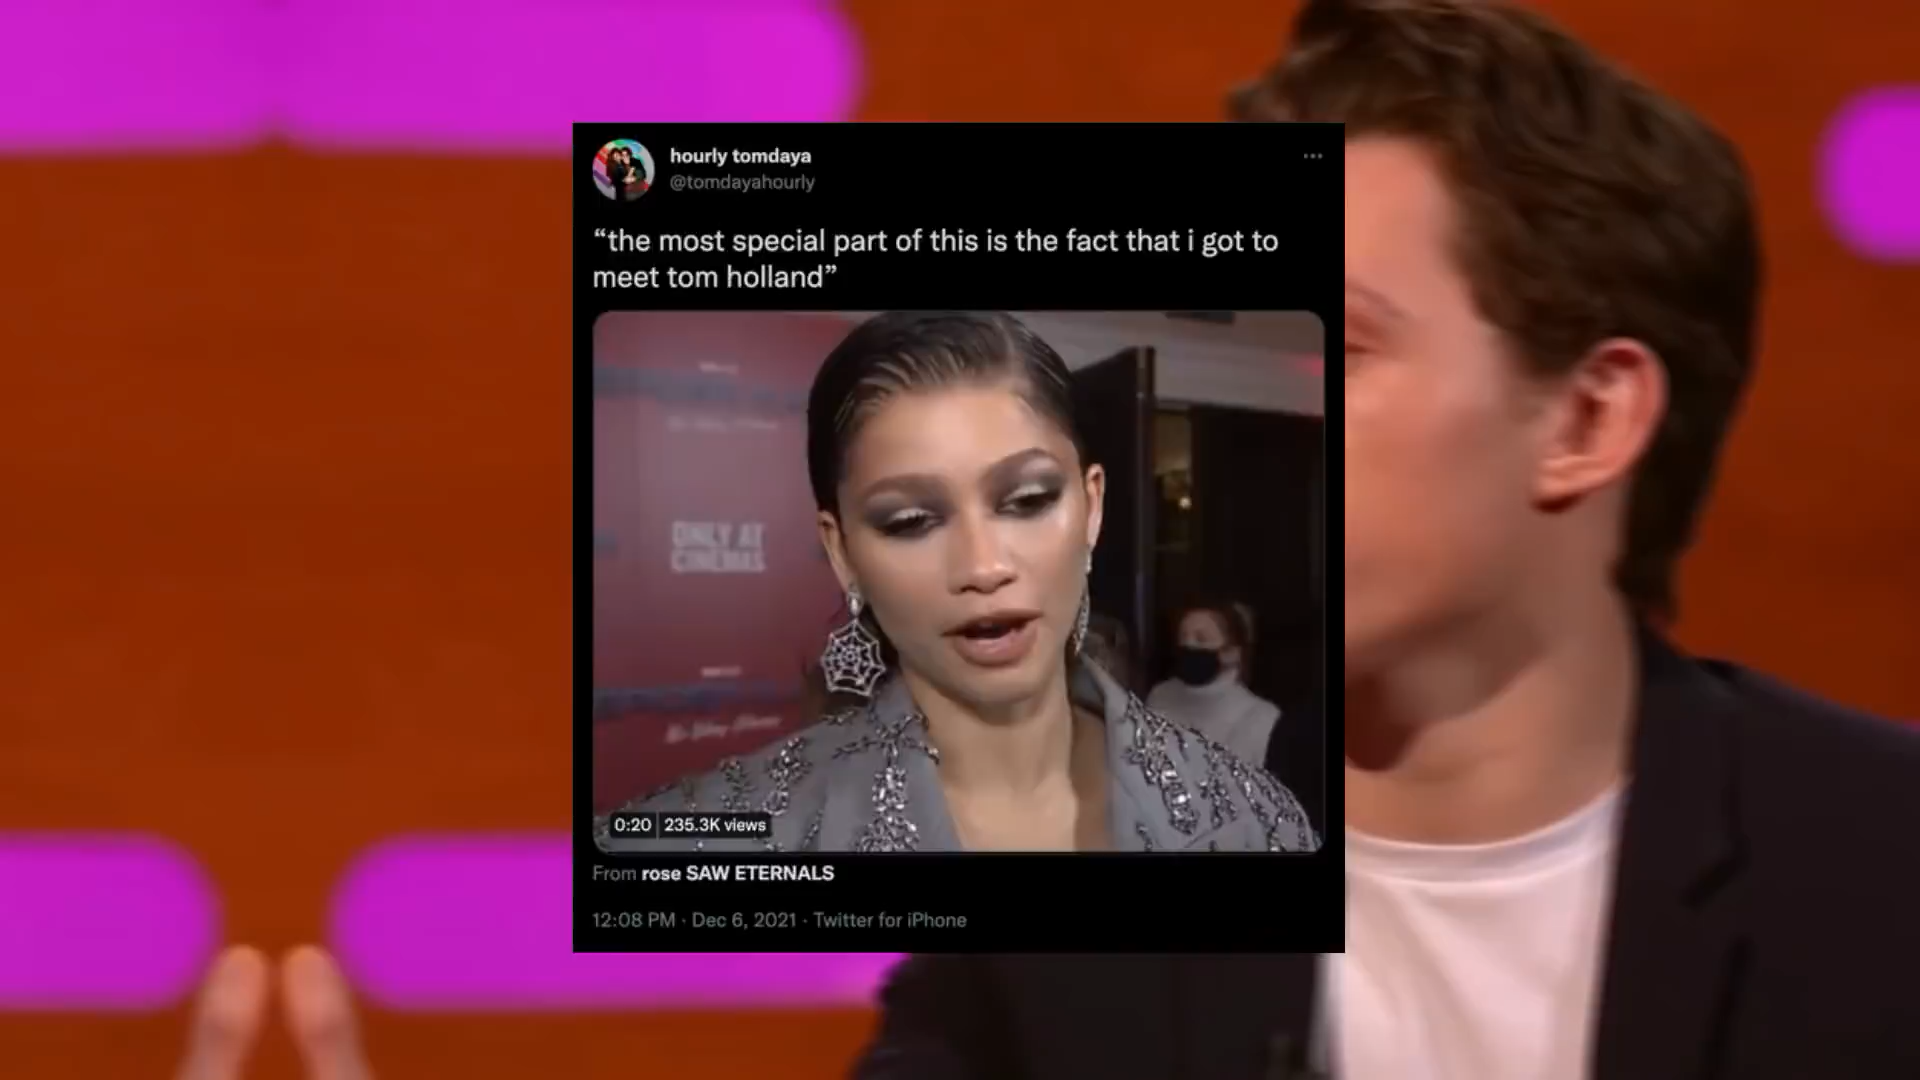 hourly tomdaya
@tomdayahourly
“the most special part of this is the fact that i got to
meet tom holland”
ONLY AT
CINEMAS
0:20 235.3K views
From rose SAW ETERNALS
12:08 PM · Dec 6, 2021 · Twitter for iPhone